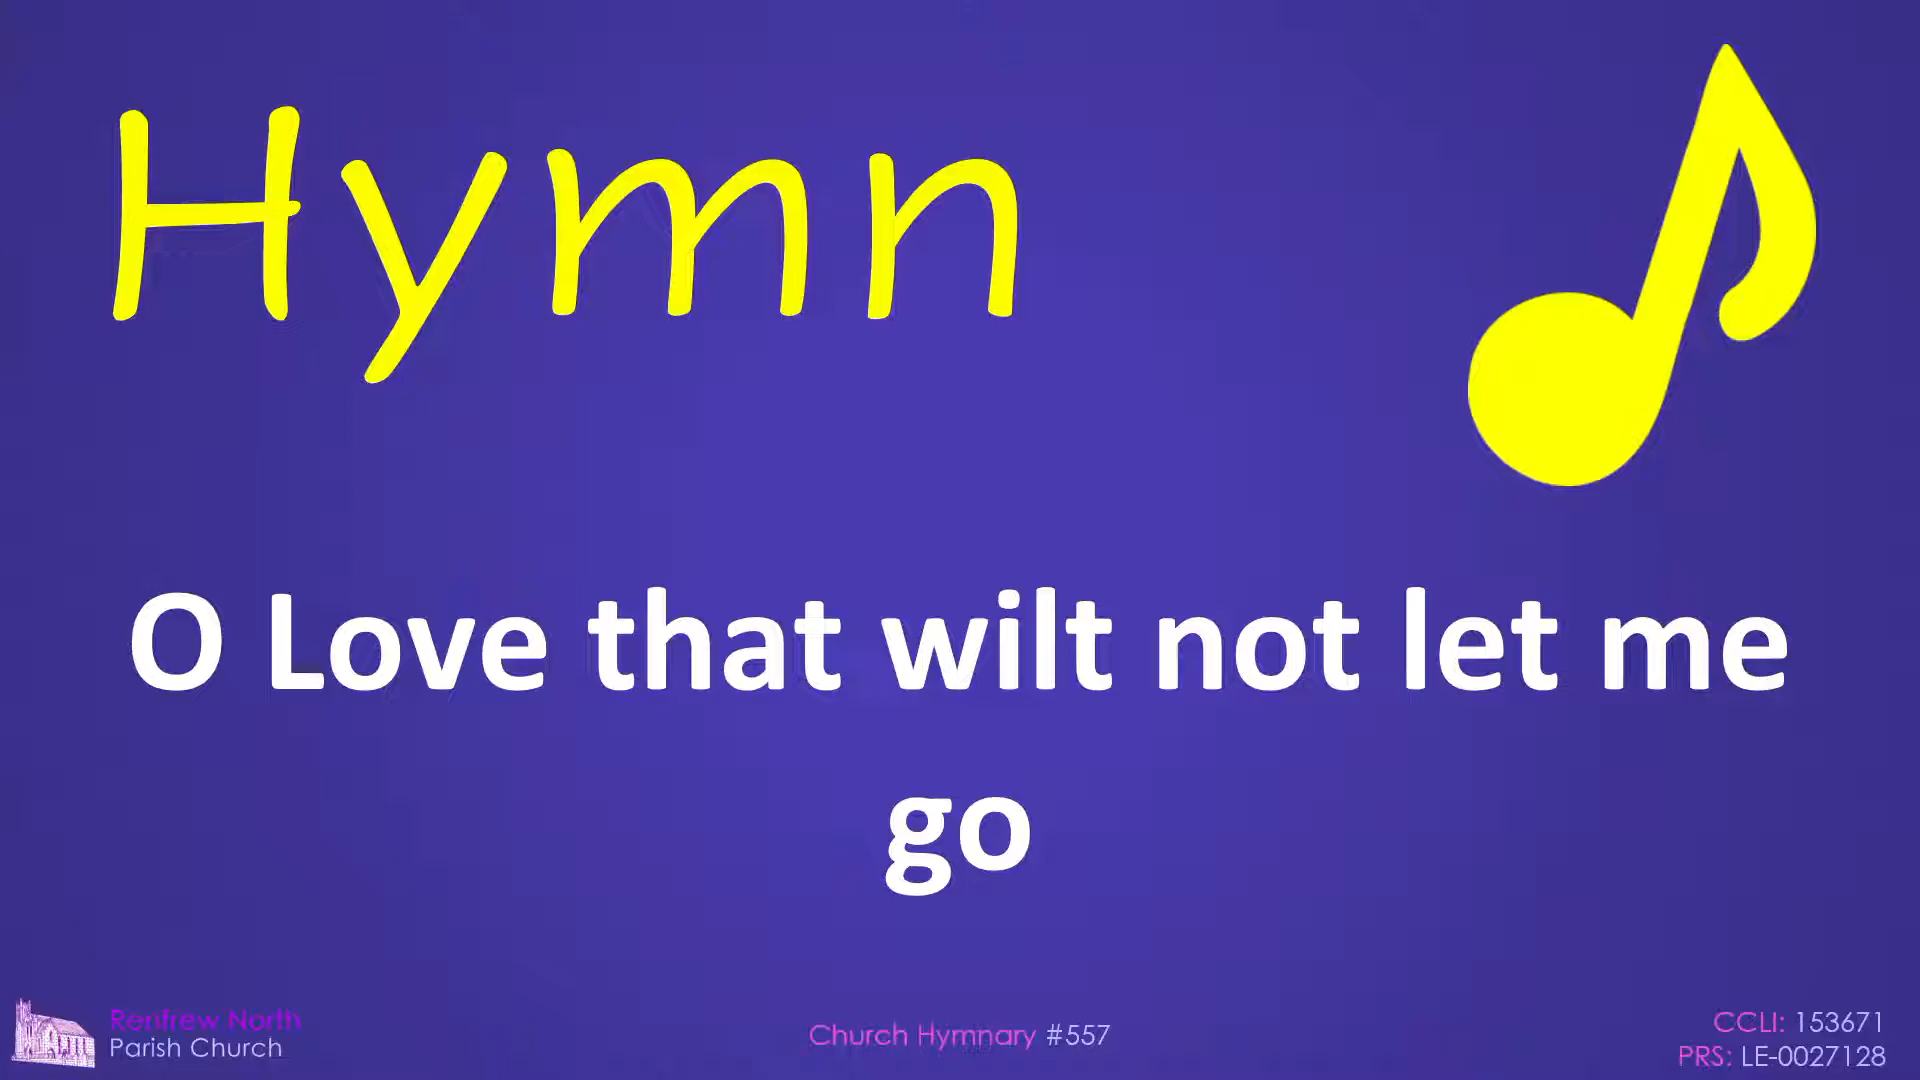 Hymn
O Love that wilt not let me
go
Renfrew North
Parish Church
Church Hymnary #557
CCLI: 153671
PRS: LE-0027128